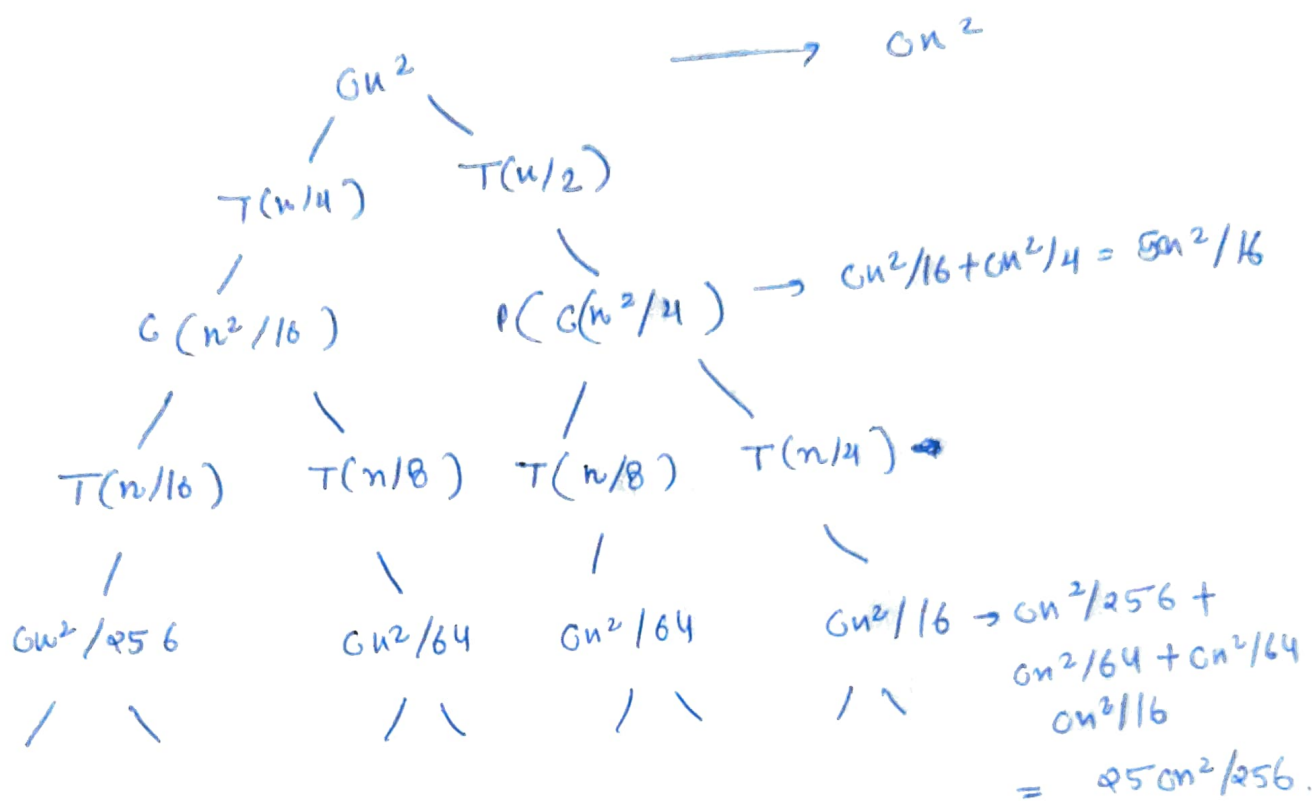 cn² → cn²
T(n/4) T(n/2)
c(n²/16) c(n²/4) → cn²/16+cn²/4 = 5cn²/16
T(n/16) T(n/8) T(n/8) T(n/4)
cn²/256 cn²/64 cn²/64 cn²/16 → cn²/256 +
cn²/64 + cn²/64
cn²/16
= 25cn²/256.